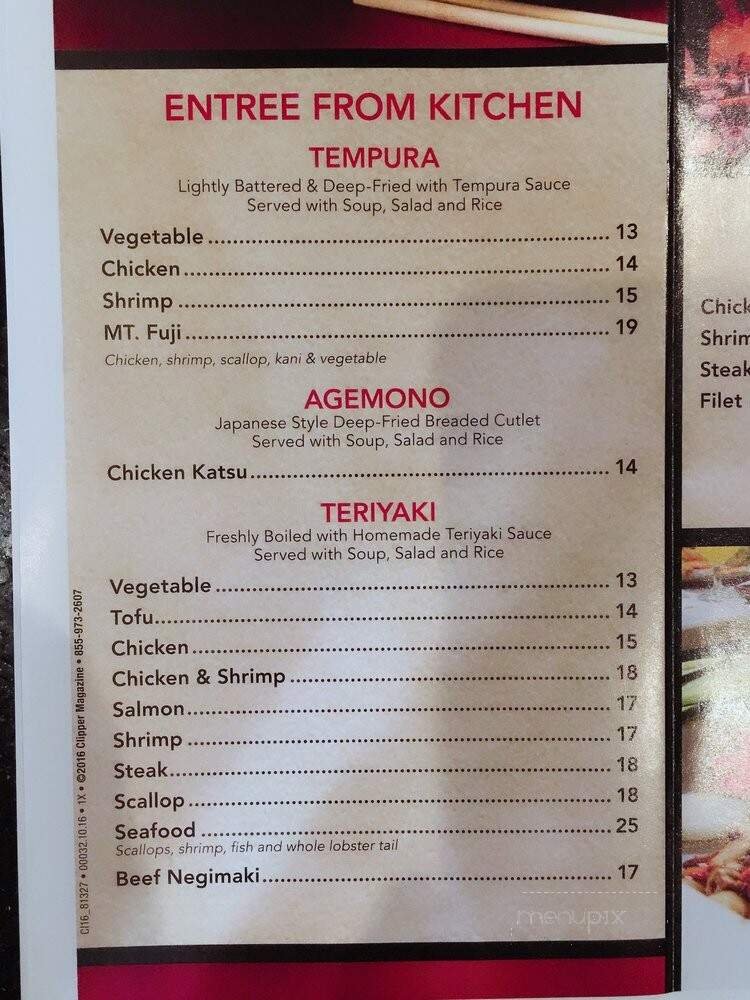 ENTREE FROM KITCHEN
TEMPURA
Lightly Battered & Deep-Fried with Tempura Sauce
Served with Soup, Salad and Rice
Vegetable 13
Chicken 14
Shrimp 15
MT. Fuji 19
Chicken, shrimp, scallop, kani & vegetable
AGEMONO
Japanese Style Deep-Fried Breaded Cutlet
Served with Soup, Salad and Rice
Chicken Katsu 14
TERIYAKI
Freshly Boiled with Homemade Teriyaki Sauce
Served with Soup, Salad and Rice
Vegetable 13
Tofu 14
Chicken 15
Chicken & Shrimp 18
Salmon 17
Shrimp 17
Steak 18
Scallop 18
Seafood 25
Scallops, shrimp, fish and whole lobster tail
Beef Negimaki 17
CI16_81327 • 00032.10.16 • 1X • ©2016 Clipper Magazine • 855-973-2607
Chick
Shrim
Steak
Filet
menupix